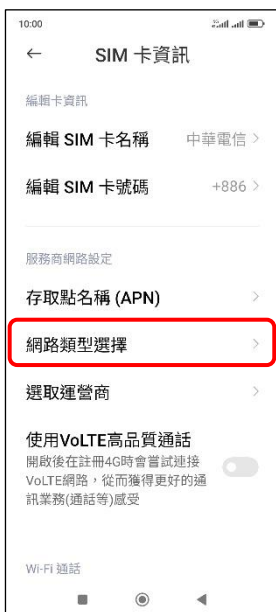 10:00
SIM 卡資訊
編輯卡資訊
編輯 SIM 卡名稱 中華電信
編輯 SIM 卡號碼 +886
服務商網路設定
存取點名稱 (APN)
網路類型選擇
選取運營商
使用VoLTE高品質通話
開啟後在註冊4G時會嘗試連接
VoLTE網路，從而獲得更好的通
訊業務(通話等)感受
Wi-Fi 通話